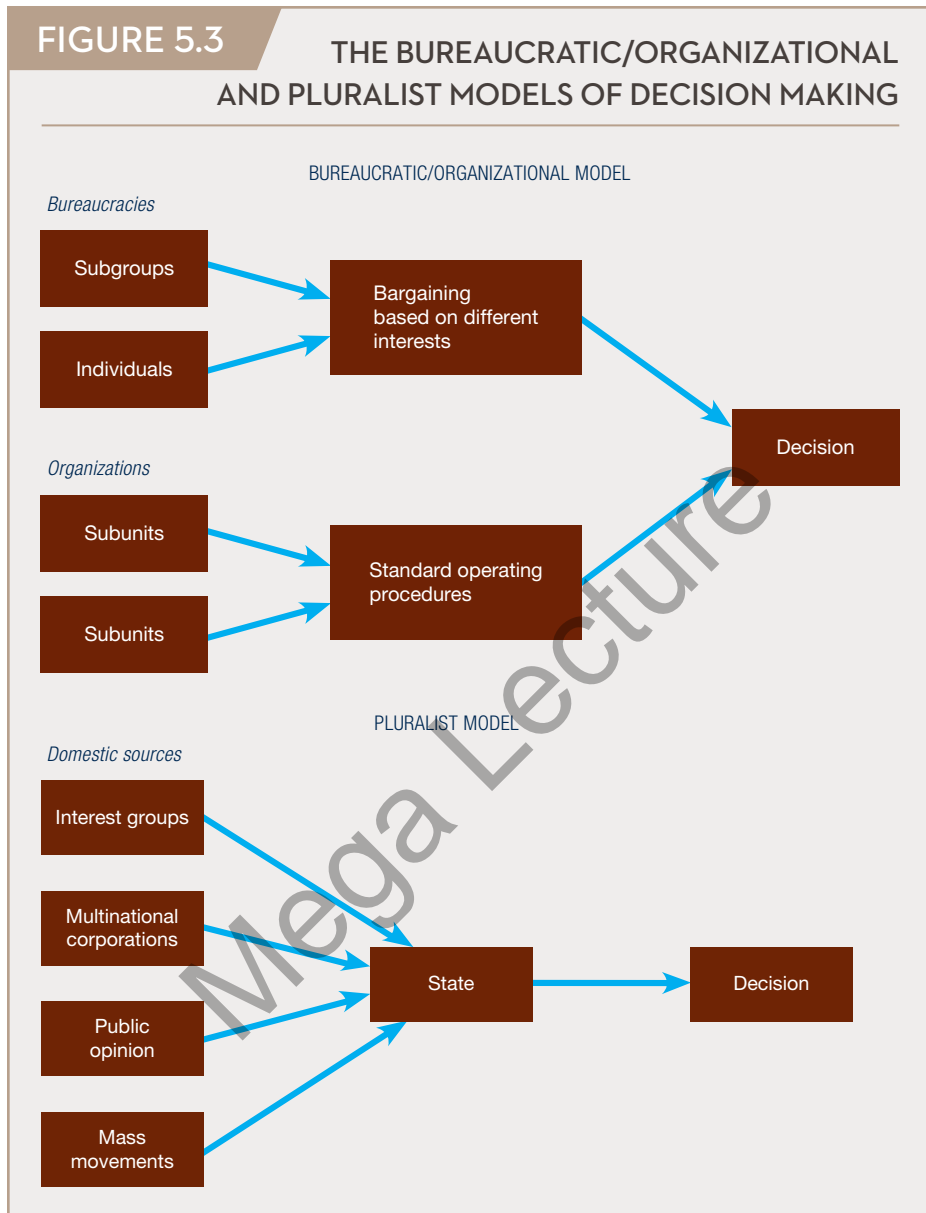 FIGURE 5.3
THE BUREAUCRATIC/ORGANIZATIONAL
AND PLURALIST MODELS OF DECISION MAKING
BUREAUCRATIC/ORGANIZATIONAL MODEL
Bureaucracies
Subgroups
Individuals
Bargaining
based on different
interests
Organizations
Subunits
Subunits
Standard operating
procedures
Decision
PLURALIST MODEL
Domestic sources
Interest groups
Multinational
corporations
Public
opinion
Mass
movements
State
Decision
Mega Lecture